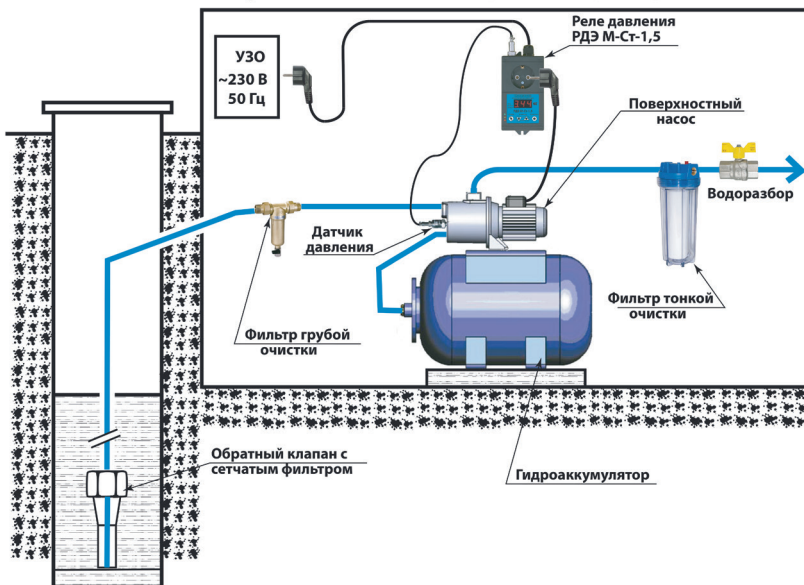 Реле давления
РДЭ М-Ст-1,5
УЗО
~230 В
50 Гц
Поверхностный
насос
Водоразбор
Датчик
давления
Фильтр тонкой
очистки
Фильтр грубой
очистки
Обратный клапан с
сетчатым фильтром
Гидроаккумулятор